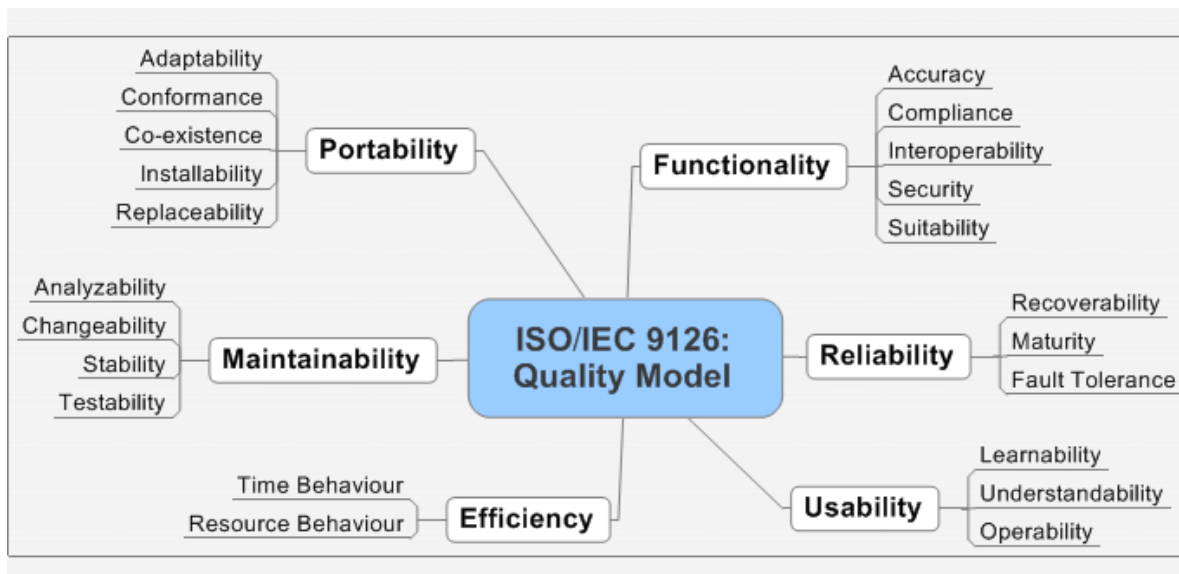 ISO/IEC 9126:
Quality Model
Portability
Adaptability
Conformance
Co-existence
Installability
Replaceability
Functionality
Accuracy
Compliance
Interoperability
Security
Suitability
Maintainability
Analyzability
Changeability
Stability
Testability
Reliability
Recoverability
Maturity
Fault Tolerance
Efficiency
Time Behaviour
Resource Behaviour
Usability
Learnability
Understandability
Operability